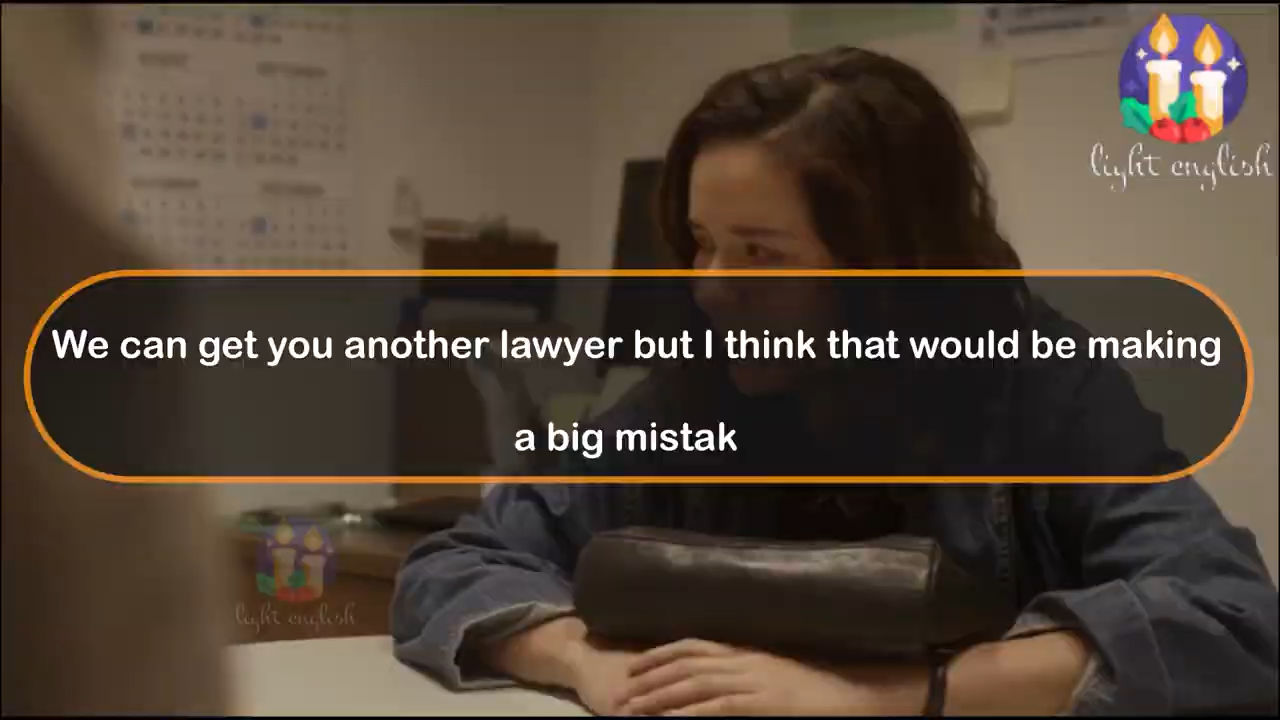 light english
We can get you another lawyer but I think that would be making
a big mistak
light english